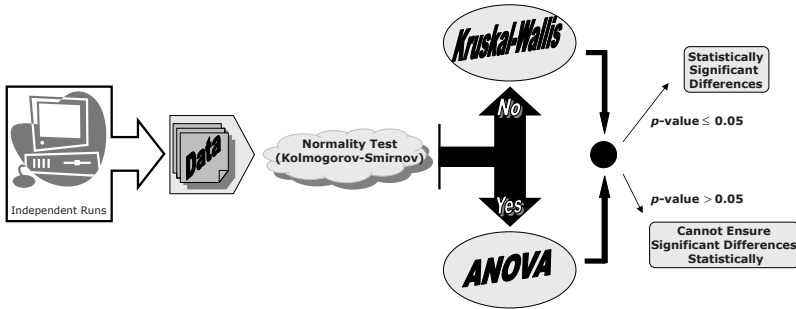 Independent Runs
Data
Normality Test
(Kolmogorov-Smirnov)
No
Yes
Kruskal-Wallis
ANOVA
Statistically
Significant
Differences
p-value ≤ 0.05
p-value > 0.05
Cannot Ensure
Significant Differences
Statistically